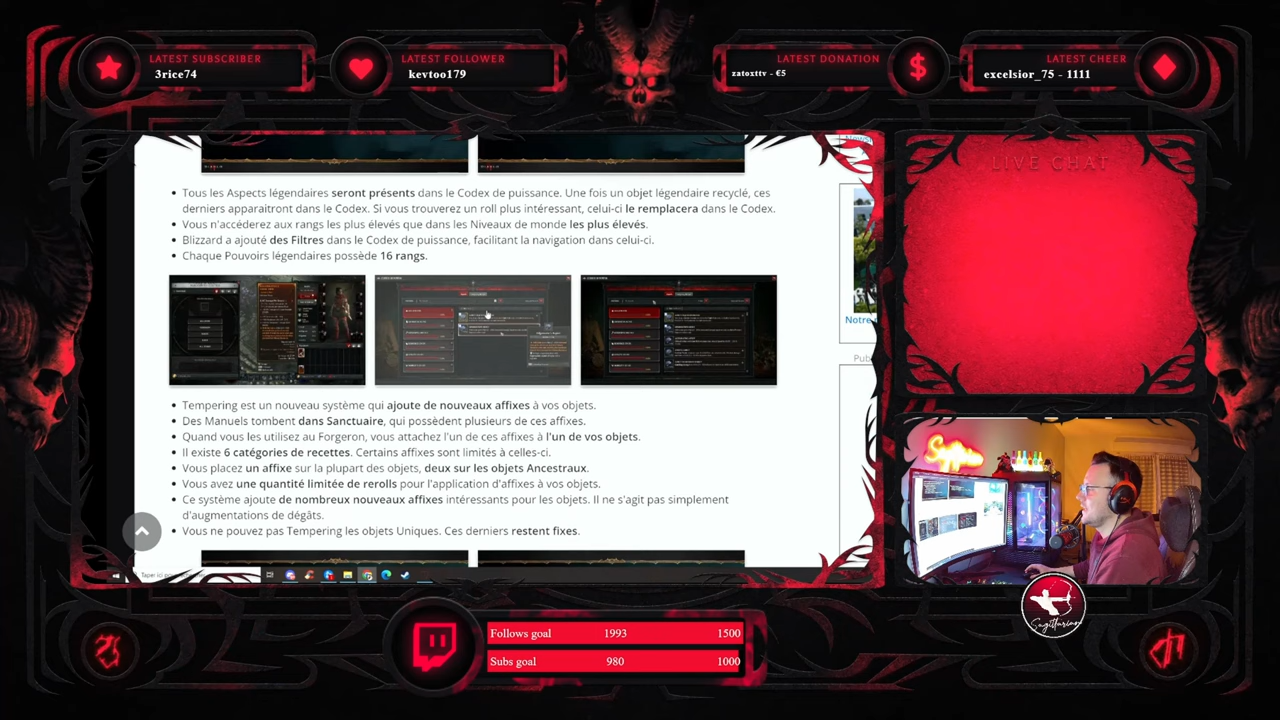 LATEST SUBSCRIBER
3rice74
LATEST FOLLOWER
kevtoo179
LATEST DONATION
zatoxttv - €5
LATEST CHEER
excelsior_75 - 1111
LIVE CHAT
Tous les Aspects légendaires seront présents dans le Codex de puissance. Une fois un objet légendaire recyclé, ces
derniers apparaitront dans le Codex. Si vous trouverez un roll plus intéressant, celui-ci le remplacera dans le Codex.
Vous n'accéderez aux rangs les plus élevés que dans les Niveaux de monde les plus élevés.
Blizzard a ajouté des Filtres dans le Codex de puissance, facilitant la navigation dans celui-ci.
Chaque Pouvoirs légendaires possède 16 rangs.
Notre
Tempering est un nouveau système qui ajoute de nouveaux affixes à vos objets.
Des Manuels tombent dans Sanctuaire, qui possèdent plusieurs de ces affixes.
Quand vous les utilisez au Forgeron, vous attachez l'un de ces affixes à l'un de vos objets.
Il existe 6 catégories de recettes. Certains affixes sont limités à celles-ci.
Vous placez un affixe sur la plupart des objets, deux sur les objets Ancestraux.
Vous avez une quantité limitée de rerolls pour l'application d'affixes à vos objets.
Ce système ajoute de nombreux nouveaux affixes intéressants pour les objets. Il ne s'agit pas simplement
d'augmentations de dégâts.
Vous ne pouvez pas Tempering les objets Uniques. Ces derniers restent fixes.
Sagittarium
Follows goal 1993 1500
Subs goal 980 1000